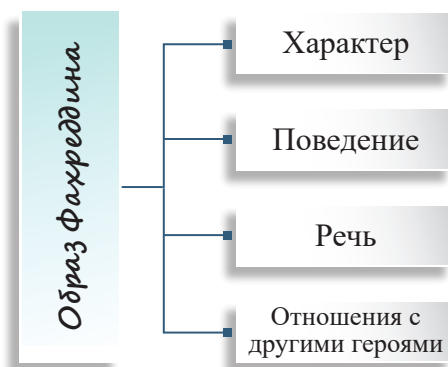 Образ Фахреддина
Характер
Поведение
Речь
Отношения с
другими героями